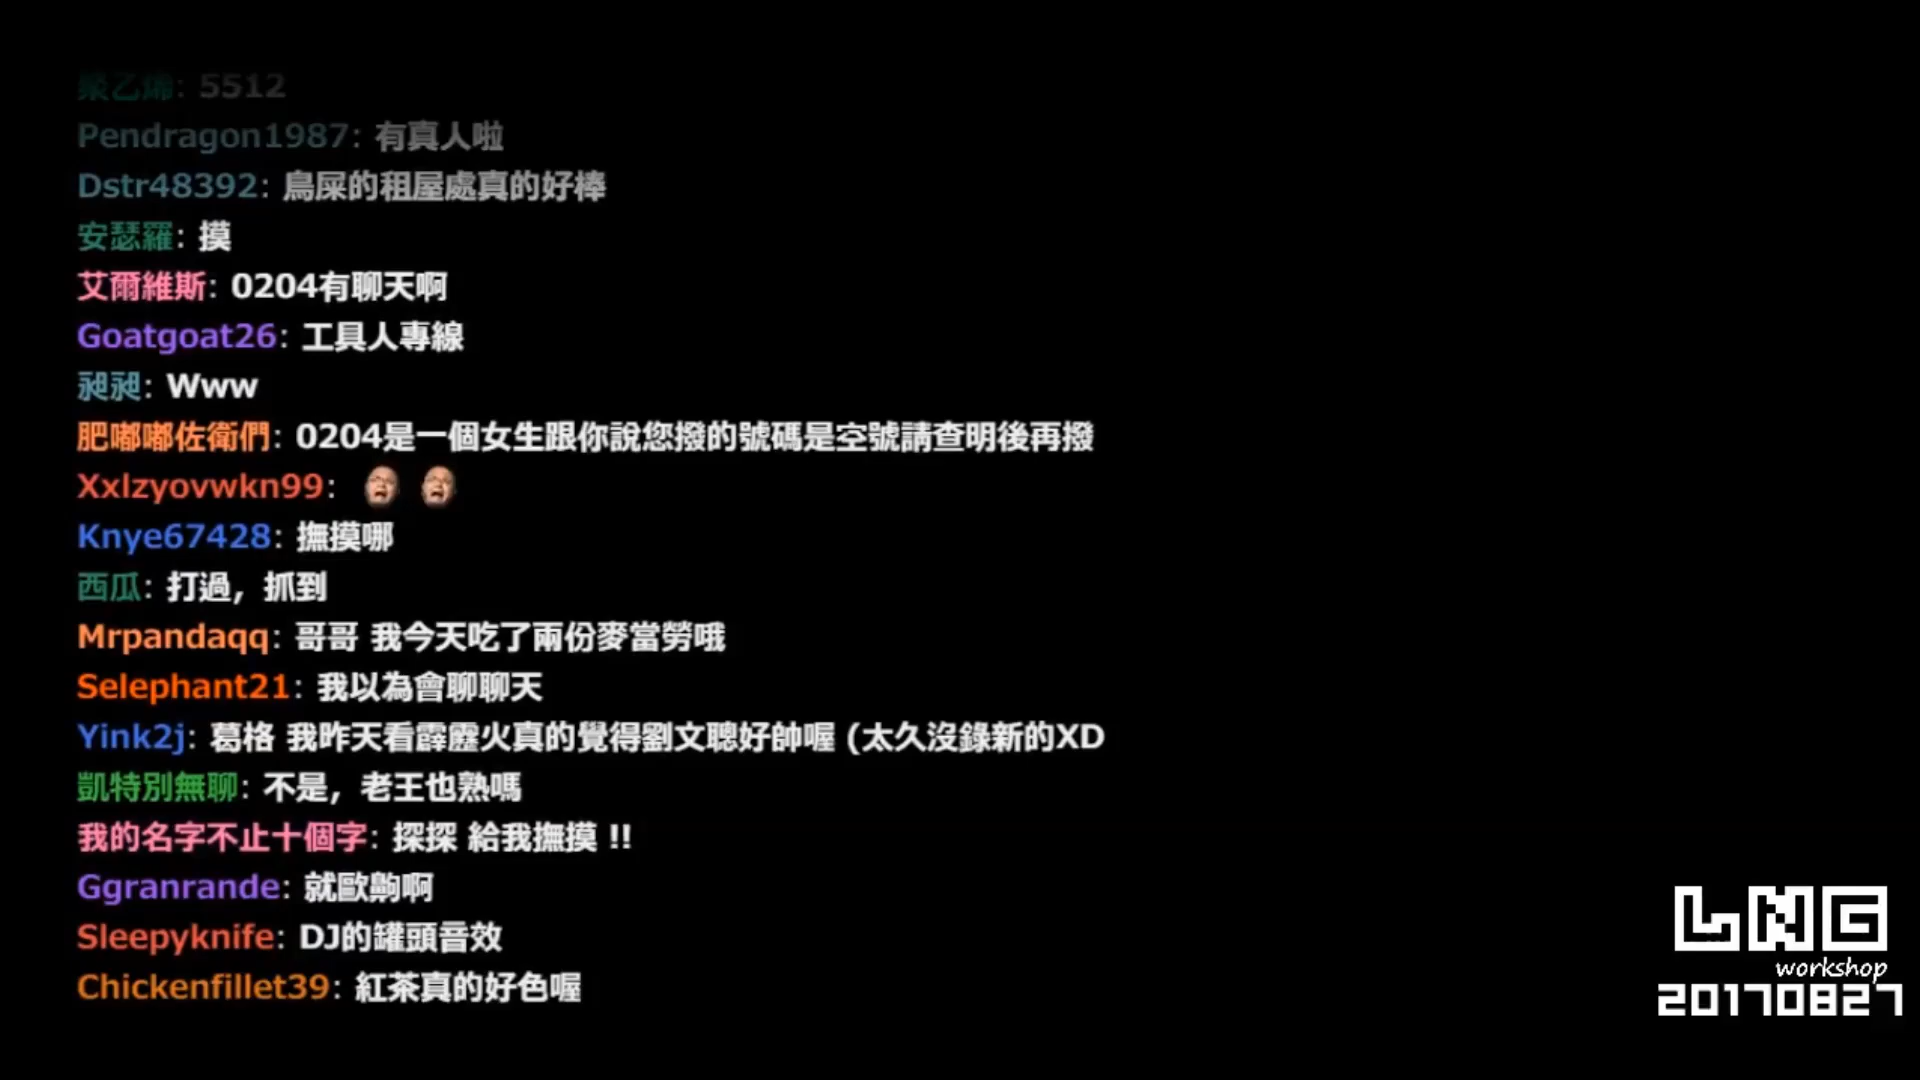 聚乙烯: 5512
Pendragon1987: 有真人啦
Dstr48392: 鳥屎的租屋處真的好棒
安瑟羅: 摸
艾爾維斯: 0204有聊天啊
Goatgoat26: 工具人專線
昶昶: Www
肥嘟嘟佐衛們: 0204是一個女生跟你說您撥的號碼是空號請查明後再撥
Xxlzyovwkn99:
Knye67428: 撫摸哪
西瓜: 打過，抓到
Mrpandaqq: 哥哥 我今天吃了兩份麥當勞哦
Selephant21: 我以為會聊聊天
Yink2j: 葛格 我昨天看霹靂火真的覺得劉文聰好帥喔 (太久沒錄新的XD
凱特別無聊: 不是，老王也熟嗎
我的名字不止十個字: 探探 給我撫摸 !!
Ggranrande: 就歐齁啊
Sleepyknife: DJ的罐頭音效
Chickenfillet39: 紅茶真的好色喔
LNG
workshop
20170827